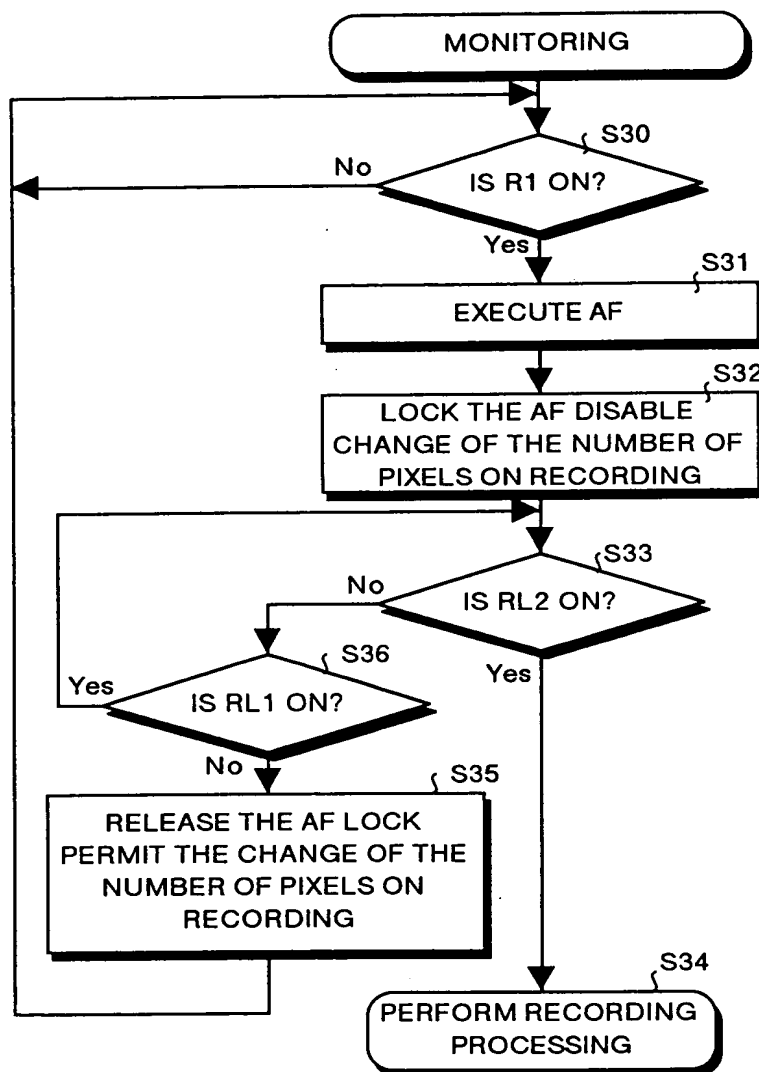 MONITORING
S30
No
IS R1 ON?
Yes
S31
EXECUTE AF
S32
LOCK THE AF DISABLE
CHANGE OF THE NUMBER OF
PIXELS ON RECORDING
S33
No
IS RL2 ON?
S36
Yes
Yes
IS RL1 ON?
No
S35
RELEASE THE AF LOCK
PERMIT THE CHANGE OF THE
NUMBER OF PIXELS ON
RECORDING
S34
PERFORM RECORDING
PROCESSING